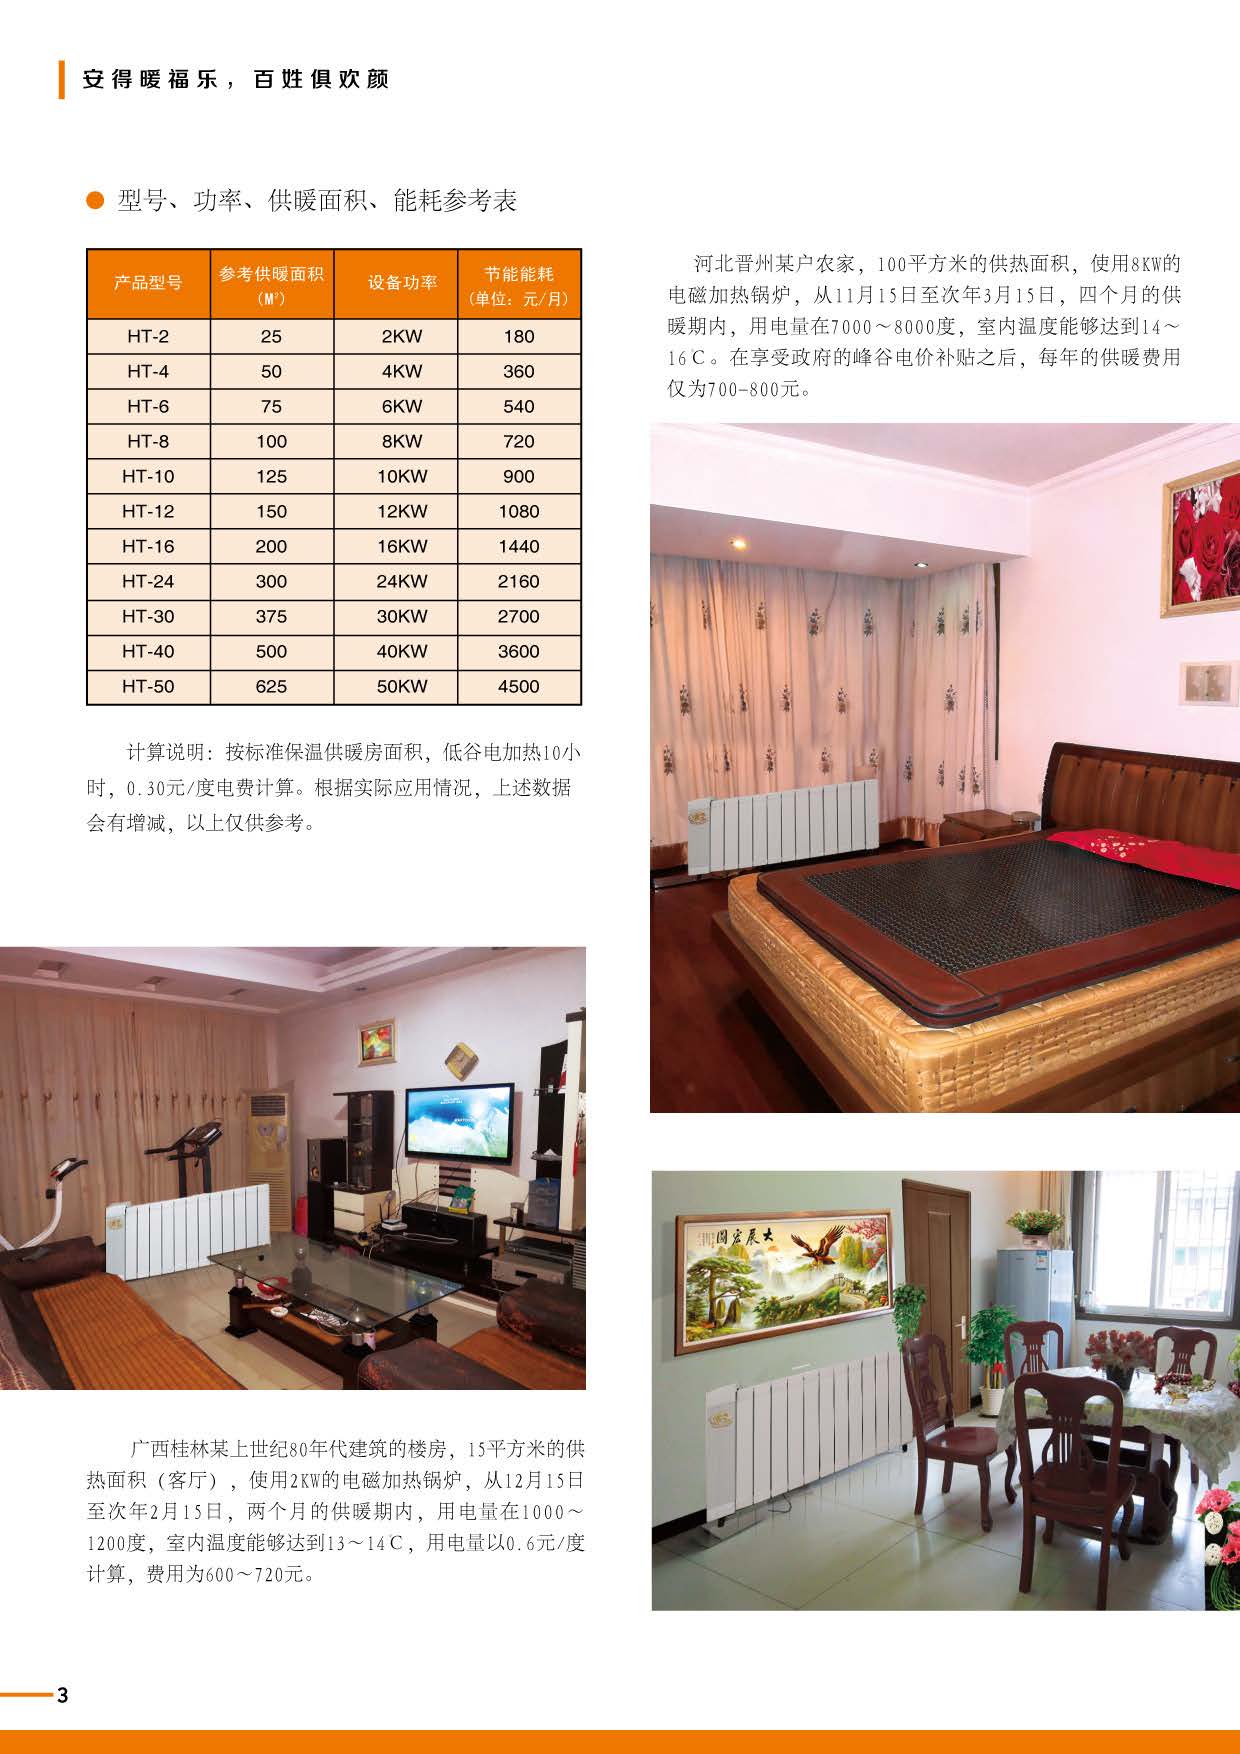 安得暖福乐，百姓俱欢颜
型号、功率、供暖面积、能耗参考表
产品型号 参考供暖面积（M²） 设备功率 节能能耗（单位：元/月）
HT-2 25 2KW 180
HT-4 50 4KW 360
HT-6 75 6KW 540
HT-8 100 8KW 720
HT-10 125 10KW 900
HT-12 150 12KW 1080
HT-16 200 16KW 1440
HT-24 300 24KW 2160
HT-30 375 30KW 2700
HT-40 500 40KW 3600
HT-50 625 50KW 4500
计算说明：按标准保温供暖房面积，低谷电加热10小
时，0.30元/度电费计算。根据实际应用情况，上述数据
会有增减，以上仅供参考。
河北晋州某户农家，100平方米的供热面积，使用8KW的
电磁加热锅炉，从11月15日至次年3月15日，四个月的供
暖期内，用电量在7000～8000度，室内温度能够达到14～
16℃。在享受政府的峰谷电价补贴之后，每年的供暖费用
仅为700-800元。
圖宏展大
广西桂林某上世纪80年代建筑的楼房，15平方米的供
热面积（客厅），使用2KW的电磁加热锅炉，从12月15日
至次年2月15日，两个月的供暖期内，用电量在1000～
1200度，室内温度能够达到13～14℃，用电量以0.6元/度
计算，费用为600～720元。
3